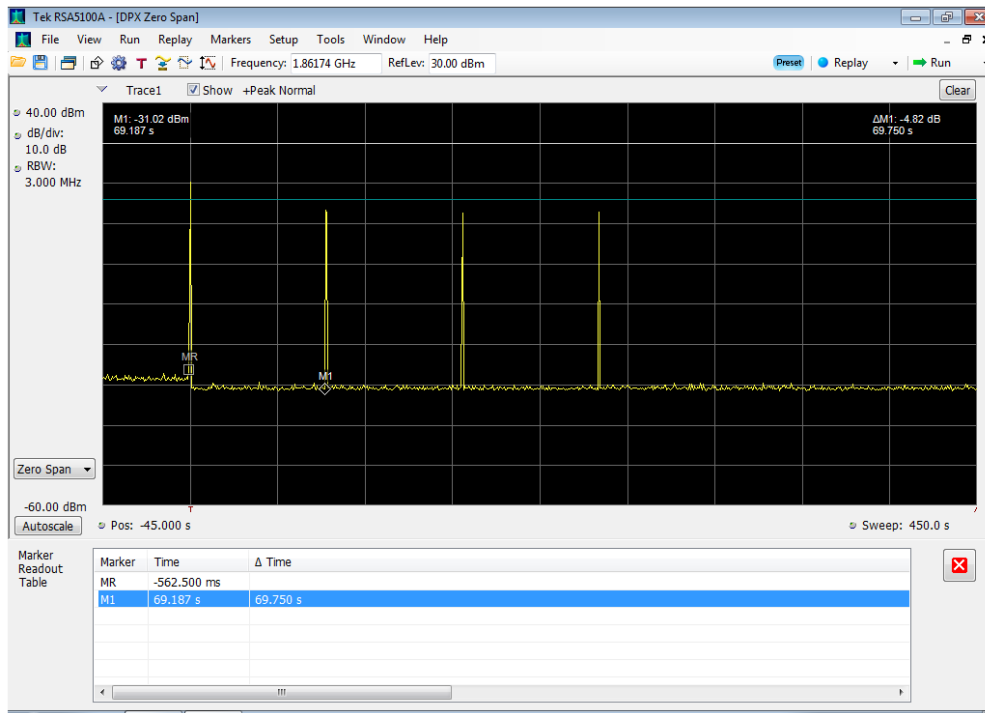 Tek RSA5100A - [DPX Zero Span]
File View Run Replay Markers Setup Tools Window Help
T Frequency: 1.86174 GHz RefLev: 30.00 dBm Preset Replay Run
Trace1 Show +Peak Normal Clear
40.00 dBm
dB/div:
10.0 dB
RBW:
3.000 MHz
M1: -31.02 dBm
69.187 s
ΔM1: -4.82 dB
69.750 s
MR
M1
Zero Span
-60.00 dBm
T
Autoscale Pos: -45.000 s Sweep: 450.0 s
Marker
Readout
Table
Marker Time Δ Time
MR -562.500 ms
M1 69.187 s 69.750 s